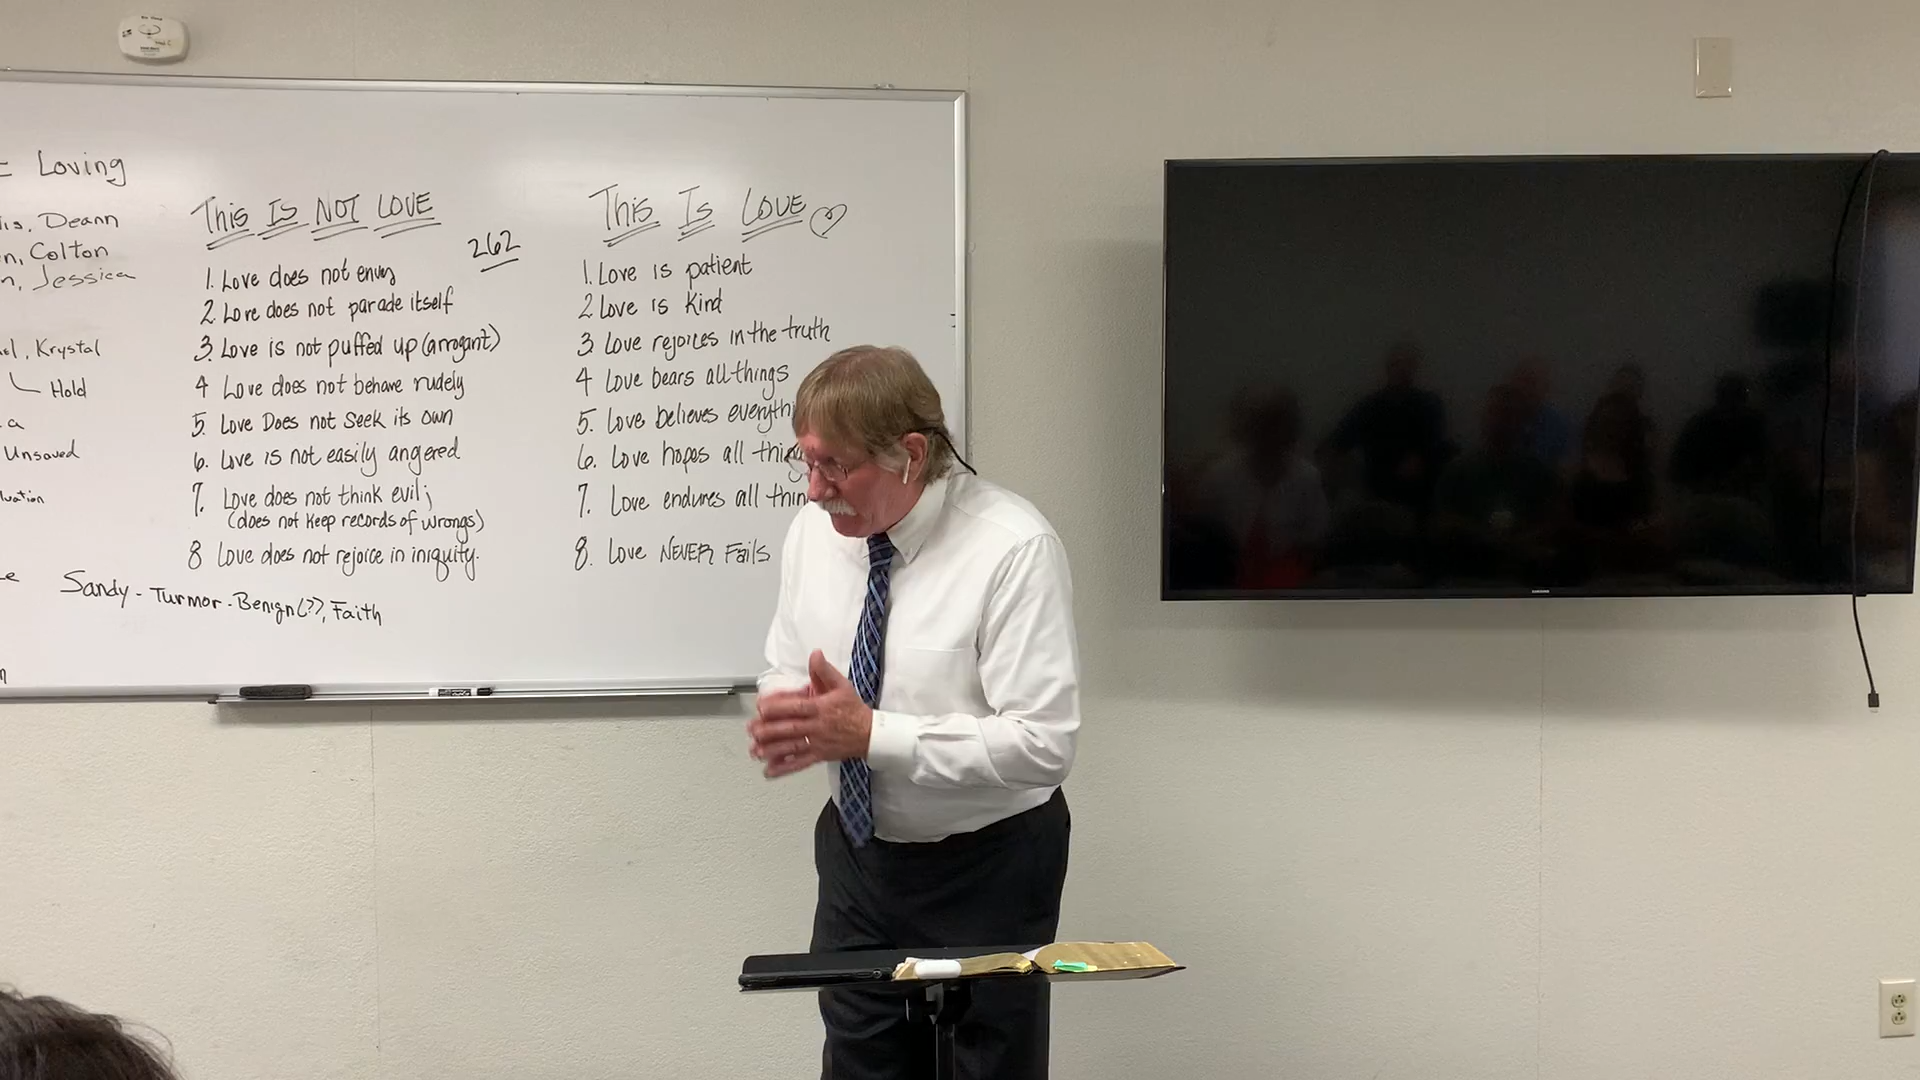 = Loving
Deann
Colton
Jessica
Krystal
Hold
Unsaved
This IS NOT LOVE
262
1. Love does not envy
2 Love does not parade itself
3. Love is not puffed up (arrogant)
4 Love does not behave rudely
5. Love Does not Seek its own
6. Love is not easily angered
7. Love does not think evil;
(does not keep records of wrongs)
8 Love does not rejoice in iniquity.
Sandy - Turmor - Benign (??), Faith
This Is LOVE
1. Love is patient
2 Love is Kind
3 Love rejoices in the truth
4 Love bears all things
5. Love believes everythi
6. Love hopes all thin
7. Love endures all thin
8. Love NEVER Fails
SAMSUNG